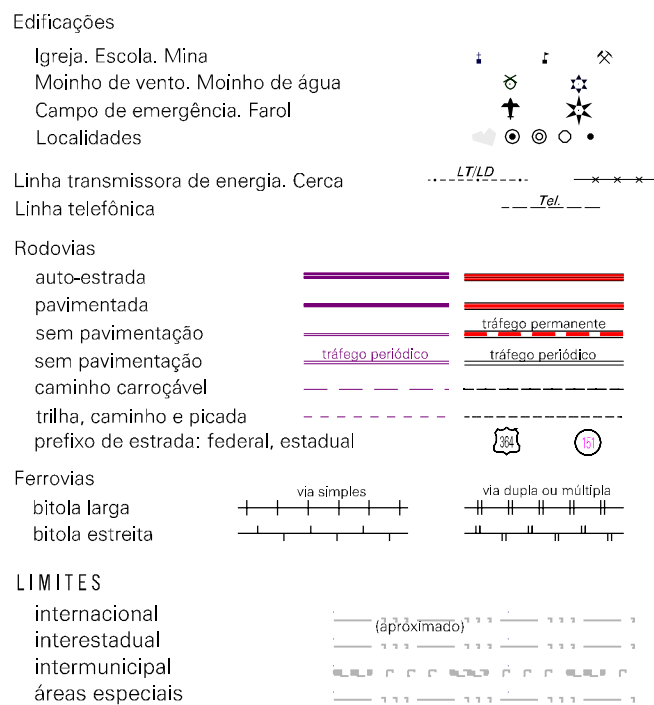 Edificações
Igreja. Escola. Mina
Moinho de vento. Moinho de água
Campo de emergência. Farol
Localidades
Linha transmissora de energia. Cerca LT/LD
Linha telefônica Tel.
Rodovias
auto-estrada
pavimentada
sem pavimentação tráfego permanente
sem pavimentação tráfego periódico tráfego periódico
caminho carroçável
trilha, caminho e picada
prefixo de estrada: federal, estadual 364 151
Ferrovias
bitola larga via simples via dupla ou múltipla
bitola estreita
LIMITES
internacional
(aproximado)
interestadual
intermunicipal
áreas especiais